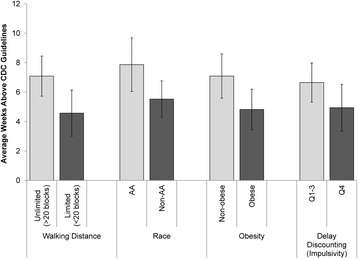 Average Weeks Above CDC Guidelines
12
10
8
6
4
2
0
Unlimited
(>20 blocks)
Limited
(<20 blocks)
AA
Non-AA
Non-obese
Obese
Q1-3
Q4
Walking Distance
Race
Obesity
Delay
Discounting
(Impulsivity)